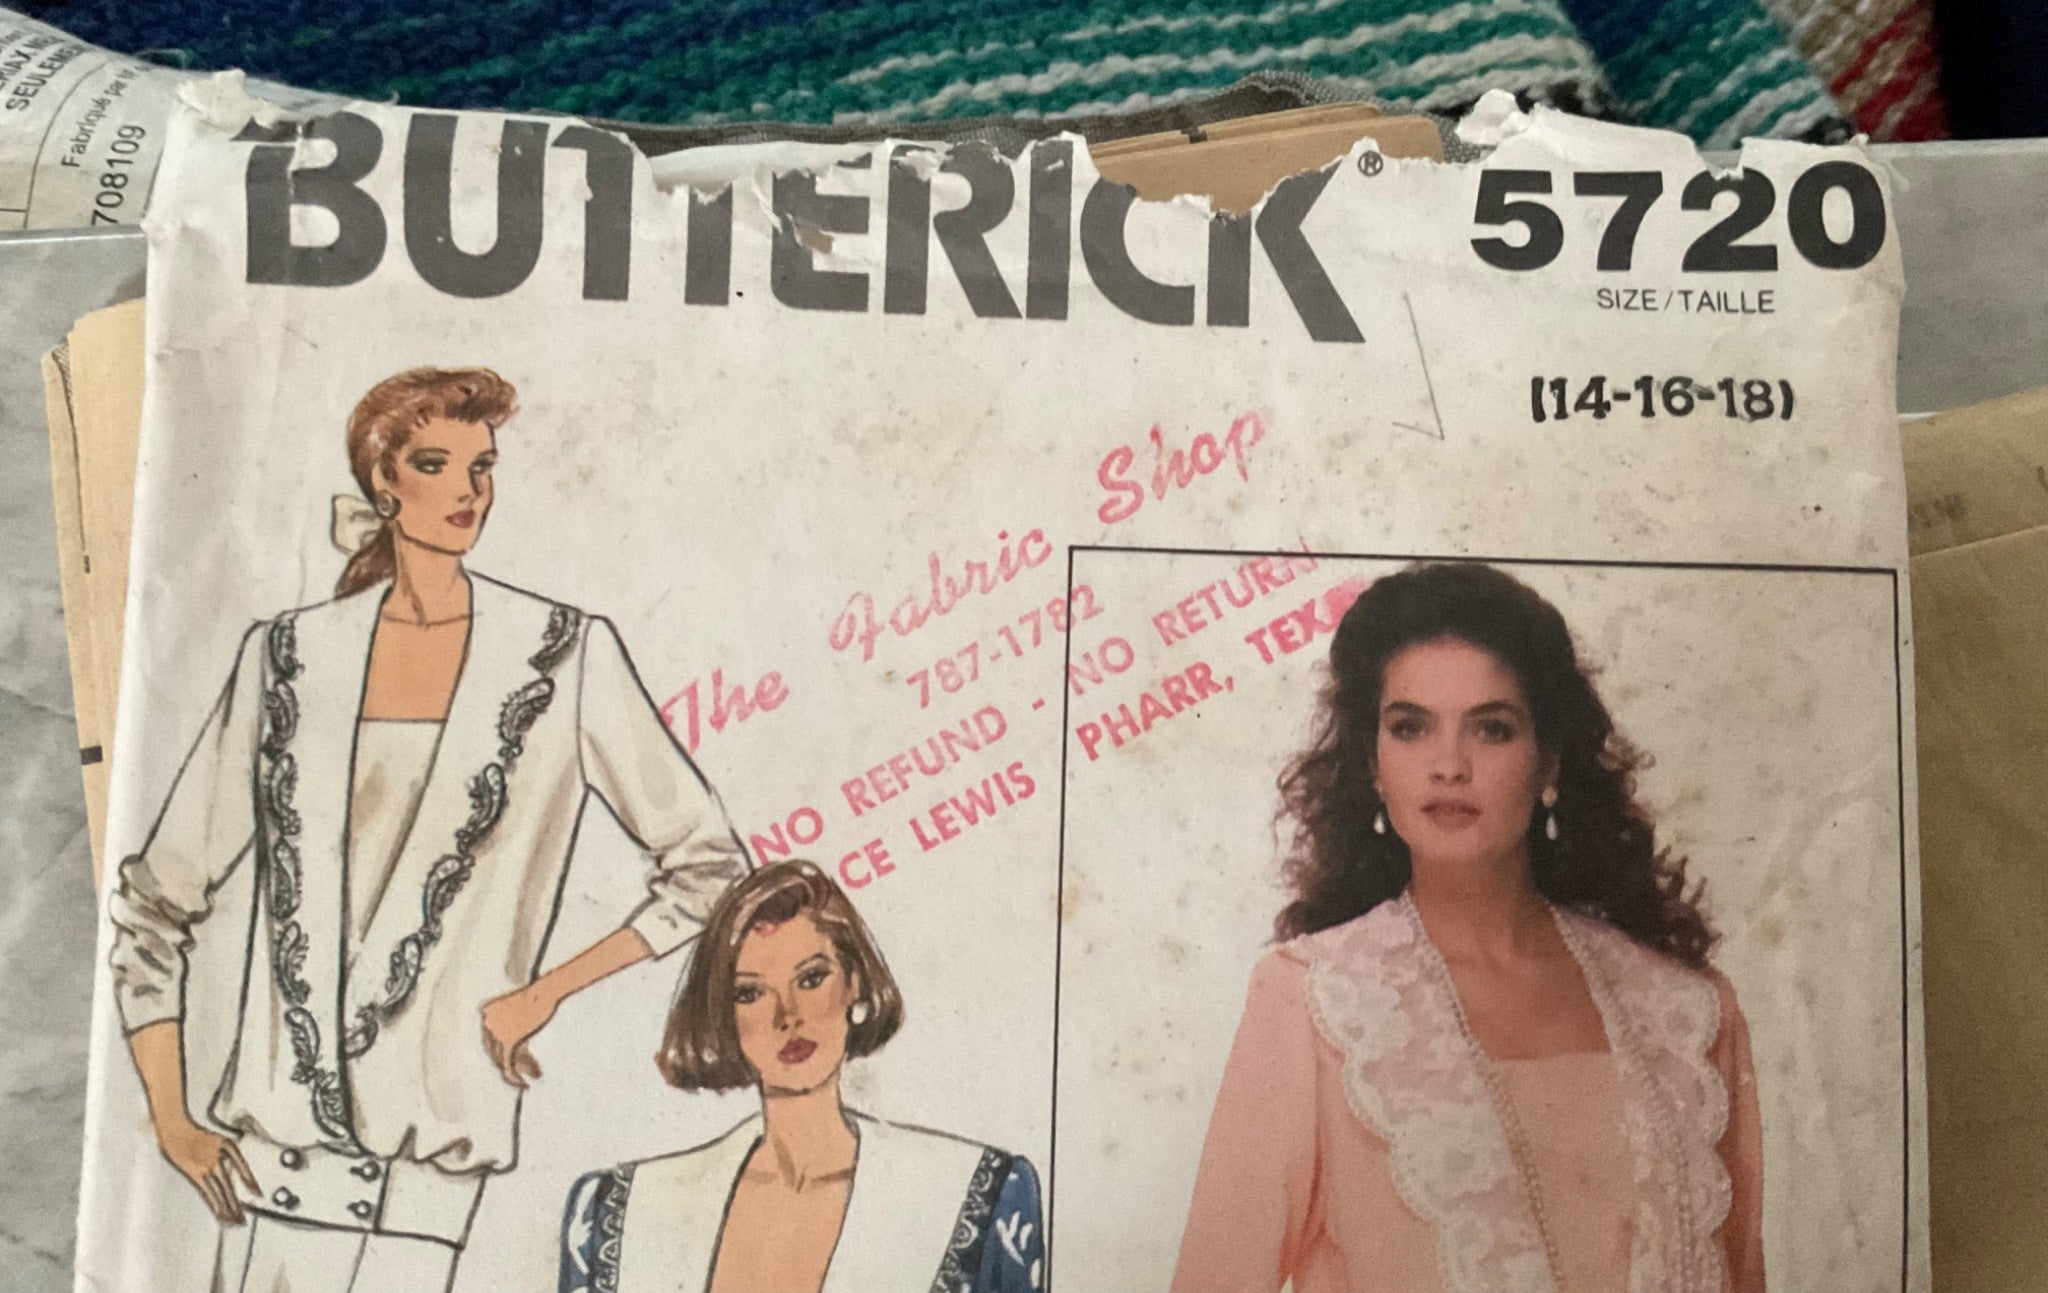 SEULEMENT
Fabriqué par
708109
BUTTERICK®
5720
SIZE/TAILLE
(14-16-18)
The Fabric Shop
787-1782
NO REFUND - NO RETURN
CE LEWIS PHARR, TEXAS